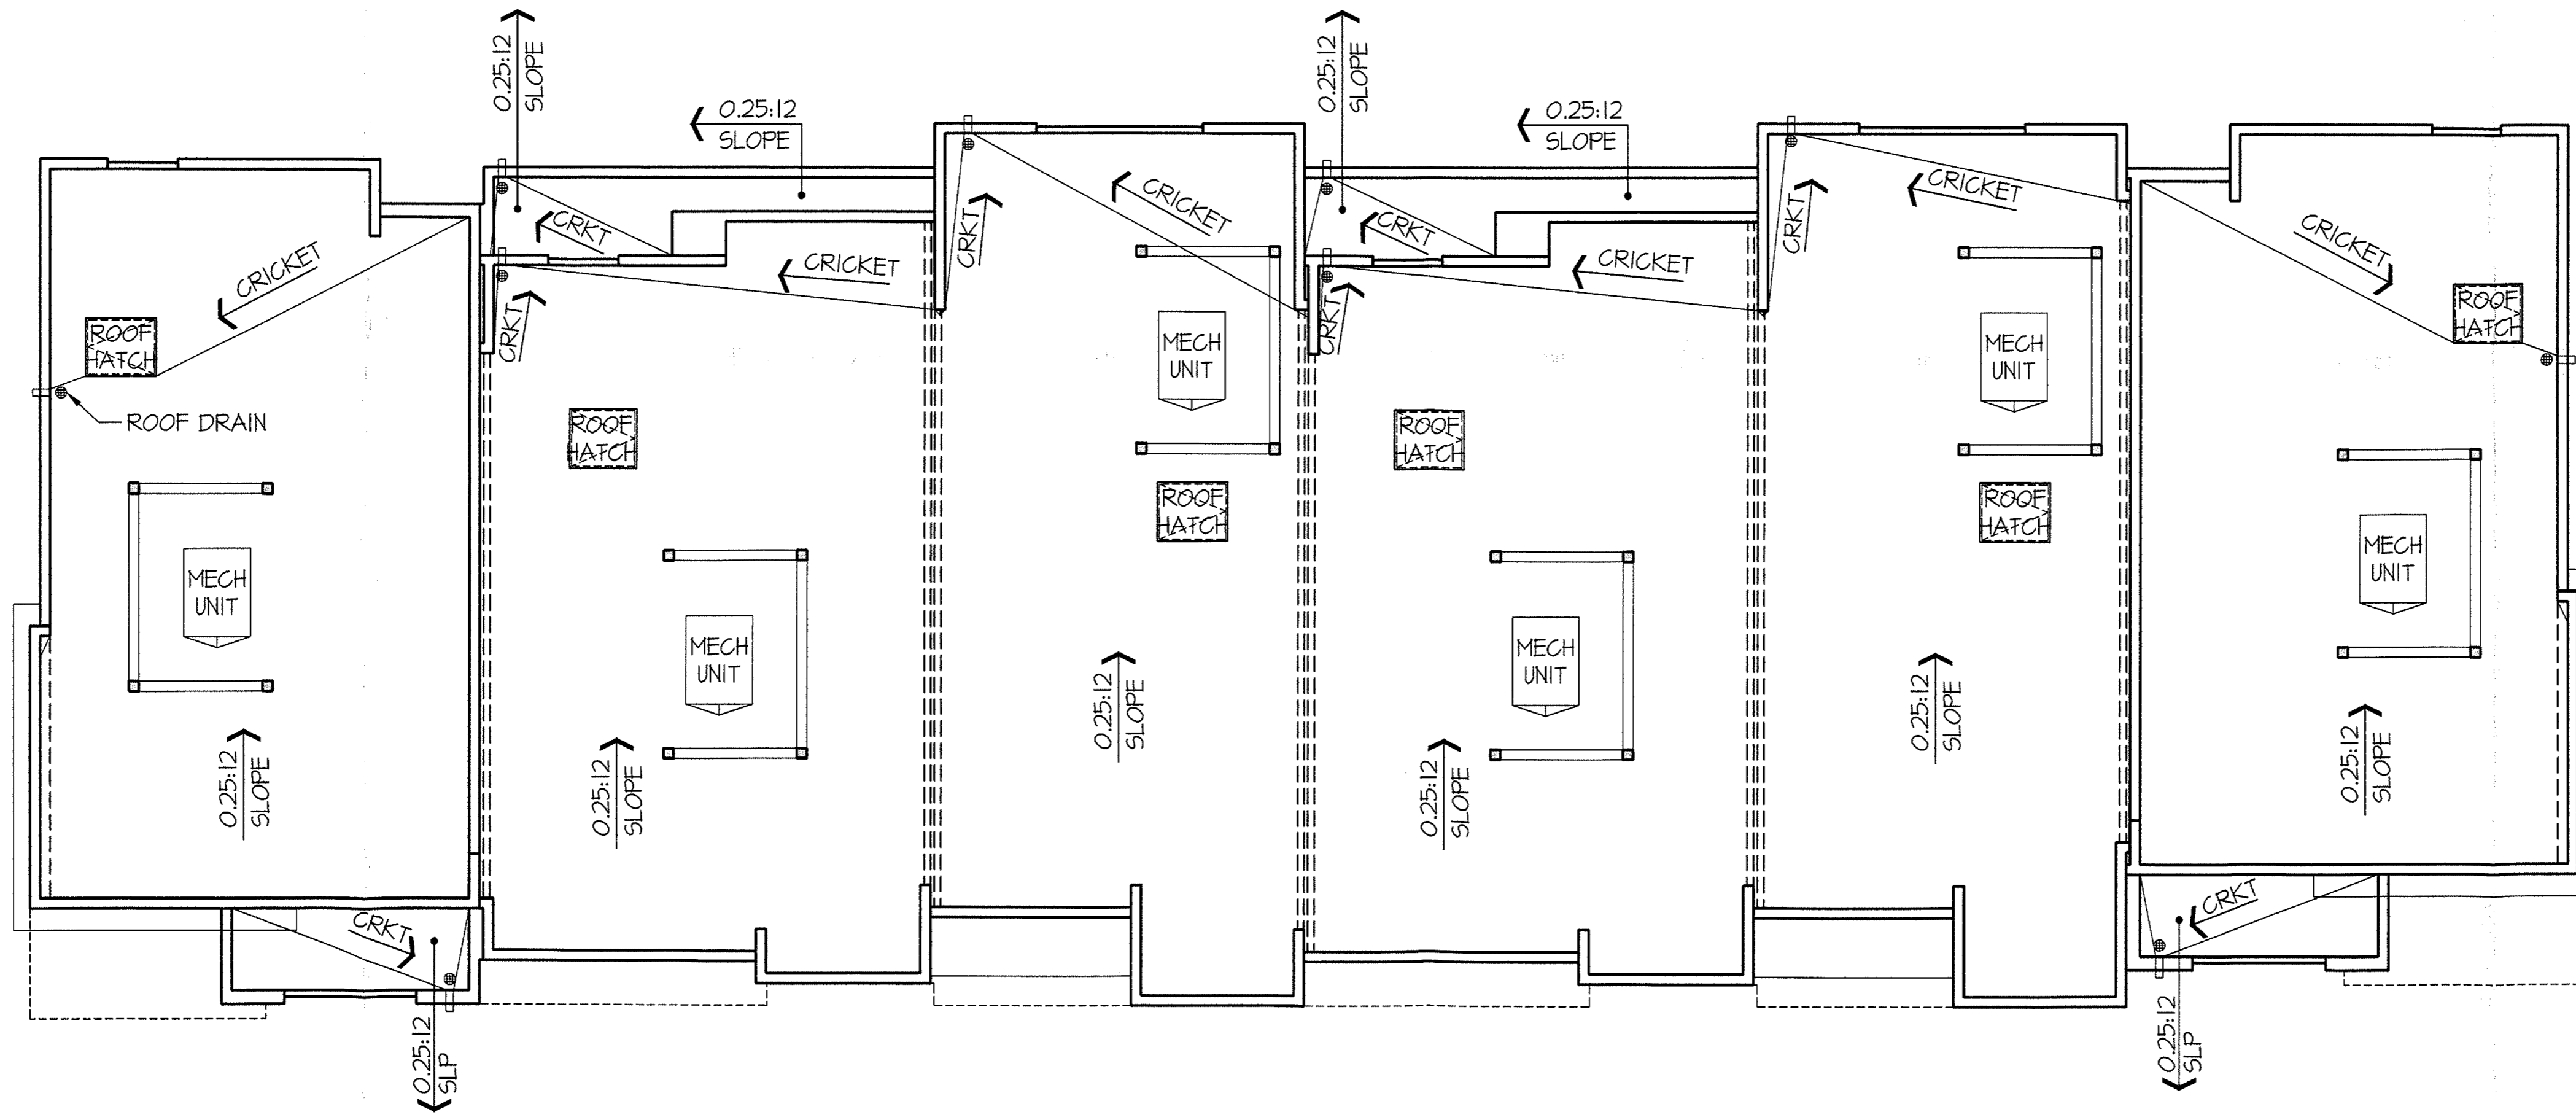 0.25:12
SLOPE
0.25:12
SLOPE
0.25:12
SLOPE
0.25:12
SLOPE
CRICKET
CRKT
CRICKET
CRKT
CRKT
CRICKET
CRKT
CRICKET
CRKT
CRKT
CRICKET
CRICKET
ROOF
HATCH
ROOF DRAIN
MECH
UNIT
MECH
UNIT
ROOF
HATCH
ROOF
HATCH
ROOF
HATCH
ROOF
HATCH
ROOF
HATCH
MECH
UNIT
MECH
UNIT
MECH
UNIT
MECH
UNIT
0.25:12
SLOPE
0.25:12
SLOPE
0.25:12
SLOPE
0.25:12
SLOPE
0.25:12
SLOPE
0.25:12
SLOPE
CRKT
CRKT
0.25:12
SLP
0.25:12
SLP